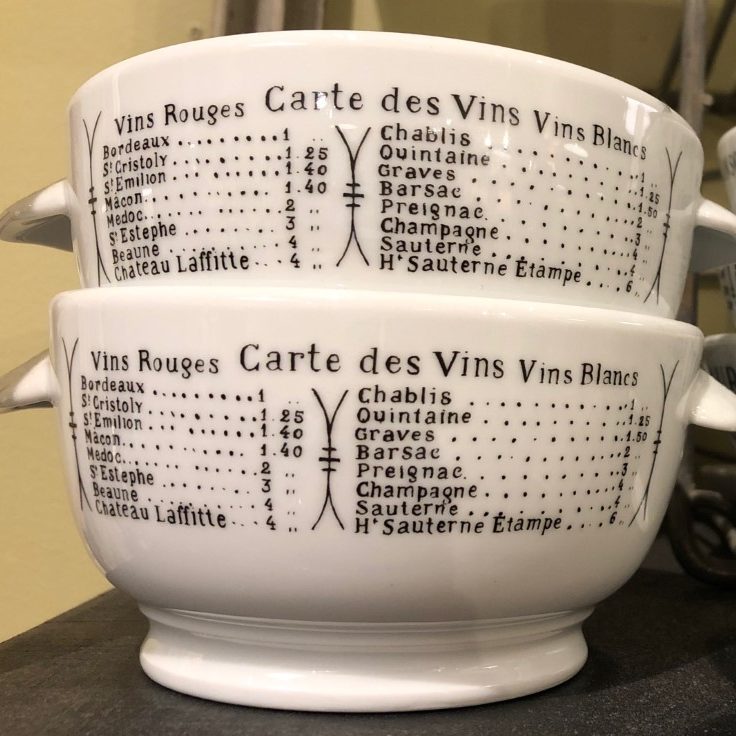 Vins Rouges Carte des Vins Vins Blancs
Bordeaux ......... 1 ,,
St Cristoly ......... 1.25
St Emilion ......... 1.40
Mâcon ......... 1.40
Medoc ......... 2 ,,
St Estephe ......... 3 ,,
Beaune ......... 4 ,,
Chateau Laffitte ... 4 ,,
Chablis ......... 1 ,,
Quintaine ......... 1.25
Graves ......... 1.50
Barsac ......... 2 ,,
Preignac ......... 3 ,,
Champagne ......... 4 ,,
Sauterne ......... 4 ,,
Ht Sauterne Étampe .... 6 ,,
Vins Rouges Carte des Vins Vins Blancs
Bordeaux ......... 1 ,,
St Cristoly ......... 1.25
St Emilion ......... 1.40
Mâcon ......... 1.40
Medoc ......... 2 ,,
St Estephe ......... 3 ,,
Beaune ......... 4 ,,
Chateau Laffitte ... 4 ,,
Chablis ......... 1 ,,
Quintaine ......... 1.25
Graves ......... 1.50
Barsac ......... 2 ,,
Preignac ......... 3 ,,
Champagne ......... 4 ,,
Sauterne ......... 4 ,,
Ht Sauterne Étampe .... 6 ,,